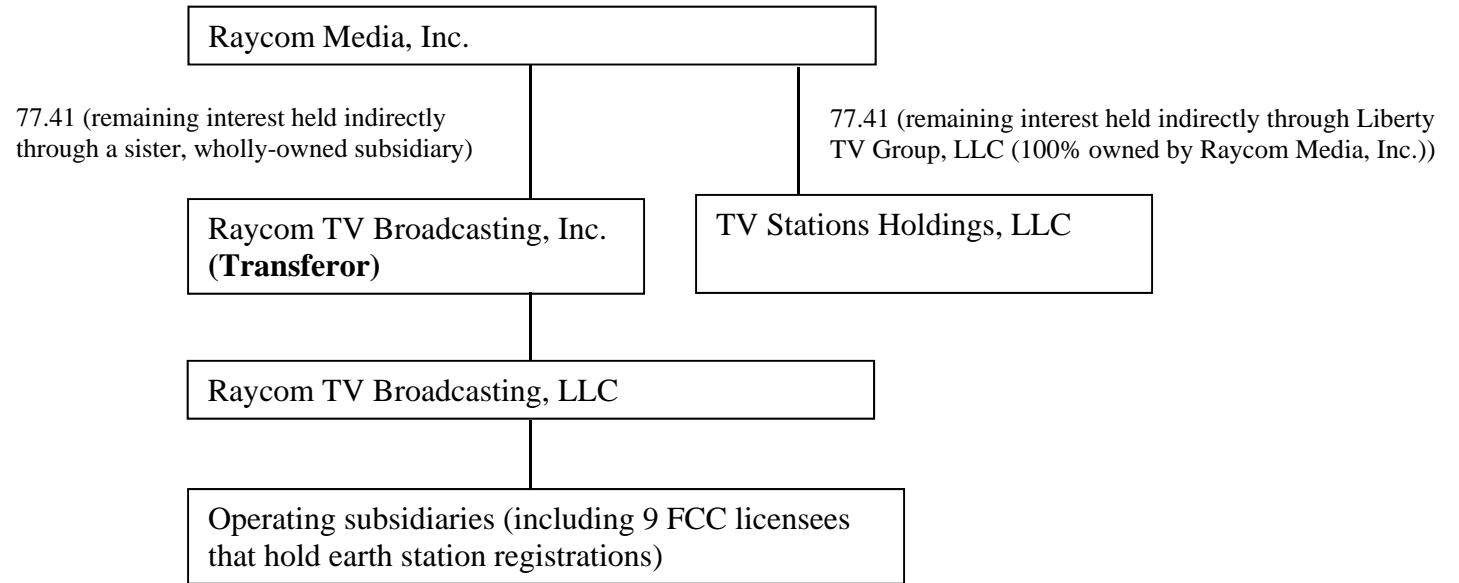 Raycom Media, Inc.
77.41 (remaining interest held indirectly
through a sister, wholly-owned subsidiary)
77.41 (remaining interest held indirectly through Liberty
TV Group, LLC (100% owned by Raycom Media, Inc.))
Raycom TV Broadcasting, Inc.
(Transferor)
TV Stations Holdings, LLC
Raycom TV Broadcasting, LLC
Operating subsidiaries (including 9 FCC licensees
that hold earth station registrations)